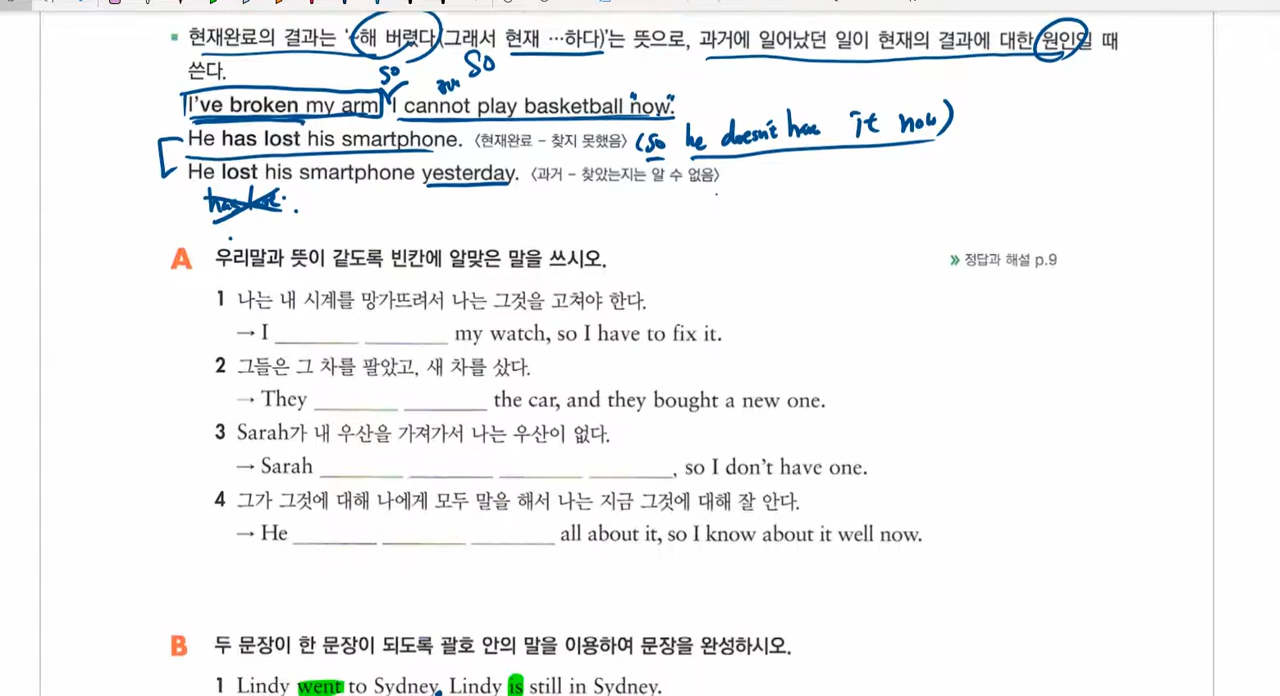 ▪ 현재완료의 결과는 '~해 버렸다(그래서 현재 …하다)'는 뜻으로, 과거에 일어났던 일이 현재의 결과에 대한 원인일 때
쓴다.
so
so
I've broken my arm I cannot play basketball "now".
He has lost his smartphone. 〈현재완료 – 찾지 못했음〉 (so he doesn't have it now)
He lost his smartphone yesterday. 〈과거 – 찾았는지는 알 수 없음〉
has lost.
A 우리말과 뜻이 같도록 빈칸에 알맞은 말을 쓰시오.
» 정답과 해설 p.9
1 나는 내 시계를 망가뜨려서 나는 그것을 고쳐야 한다.
→ I ________ ________ my watch, so I have to fix it.
2 그들은 그 차를 팔았고, 새 차를 샀다.
→ They ________ ________ the car, and they bought a new one.
3 Sarah가 내 우산을 가져가서 나는 우산이 없다.
→ Sarah ________ ________ ________ ________, so I don't have one.
4 그가 그것에 대해 나에게 모두 말을 해서 나는 지금 그것에 대해 잘 안다.
→ He ________ ________ ________ all about it, so I know about it well now.
B 두 문장이 한 문장이 되도록 괄호 안의 말을 이용하여 문장을 완성하시오.
1 Lindy went to Sydney. Lindy is still in Sydney.